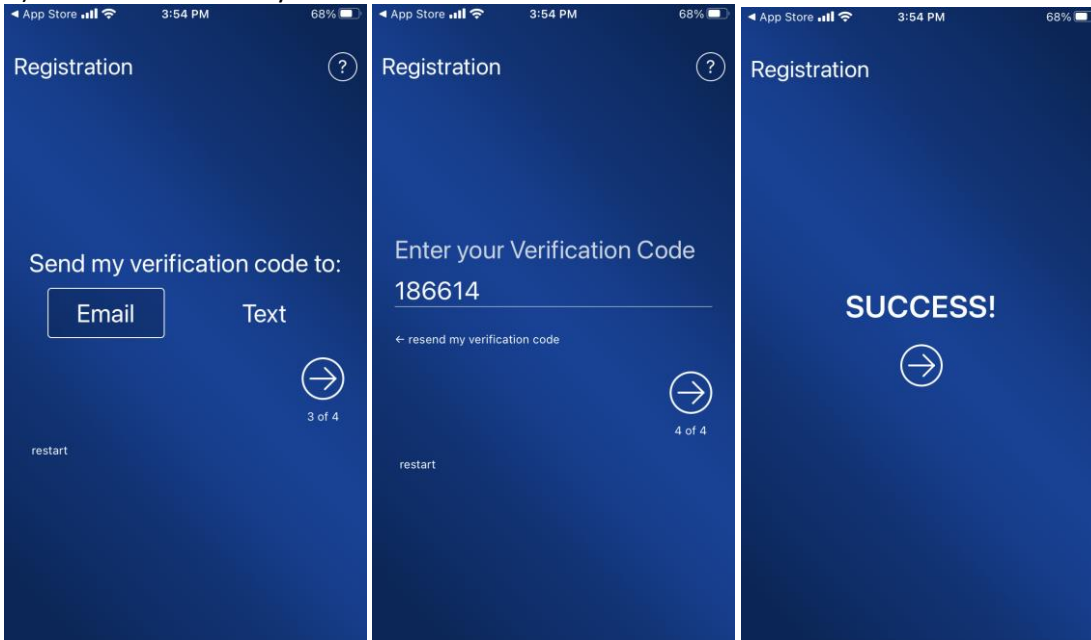 ◄ App Store 3:54 PM 68%
Registration ?
Send my verification code to:
Email Text
3 of 4
restart
◄ App Store 3:54 PM 68%
Registration ?
Enter your Verification Code
186614
← resend my verification code
4 of 4
restart
◄ App Store 3:54 PM 68%
Registration
SUCCESS!